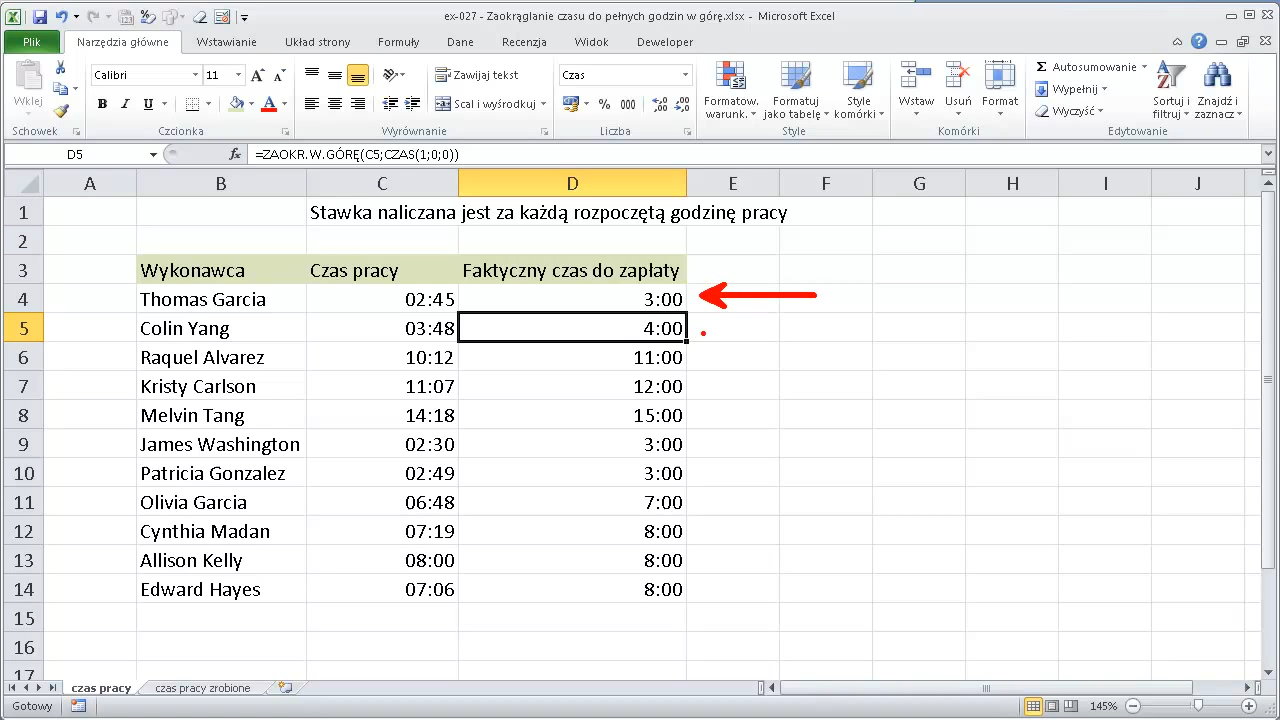 ex-027 - Zaokrąglanie czasu do pełnych godzin w górę.xlsx - Microsoft Excel
Plik Narzędzia główne Wstawianie Układ strony Formuły Dane Recenzja Widok Deweloper
Wklej
Schowek
Calibri 11
B I U
Czcionka
Zawijaj tekst
Scal i wyśrodkuj
Wyrównanie
Czas
% 000
Liczba
Formatow. warunk.
Formatuj jako tabelę
Style komórki
Style
Wstaw Usuń Format
Komórki
Σ Autosumowanie
Wypełnij
Wyczyść
Sortuj i filtruj
Znajdź i zaznacz
Edytowanie
D5 fx =ZAOKR.W.GÓRĘ(C5;CZAS(1;0;0))
A B C D E F G H I J
1 Stawka naliczana jest za każdą rozpoczętą godzinę pracy
2
3 Wykonawca Czas pracy Faktyczny czas do zapłaty
4 Thomas Garcia 02:45 3:00
5 Colin Yang 03:48 4:00
6 Raquel Alvarez 10:12 11:00
7 Kristy Carlson 11:07 12:00
8 Melvin Tang 14:18 15:00
9 James Washington 02:30 3:00
10 Patricia Gonzalez 02:49 3:00
11 Olivia Garcia 06:48 7:00
12 Cynthia Madan 07:19 8:00
13 Allison Kelly 08:00 8:00
14 Edward Hayes 07:06 8:00
15
16
17
czas pracy czas pracy zrobione
Gotowy 145%